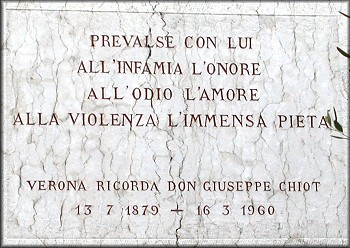 PREVALSE CON LUI
ALL'INFAMIA L'ONORE
ALL'ODIO L'AMORE
ALLA VIOLENZA L'IMMENSA PIETA
VERONA RICORDA DON GIUSEPPE CHIOT
13 7 1879 - 16 3 1960